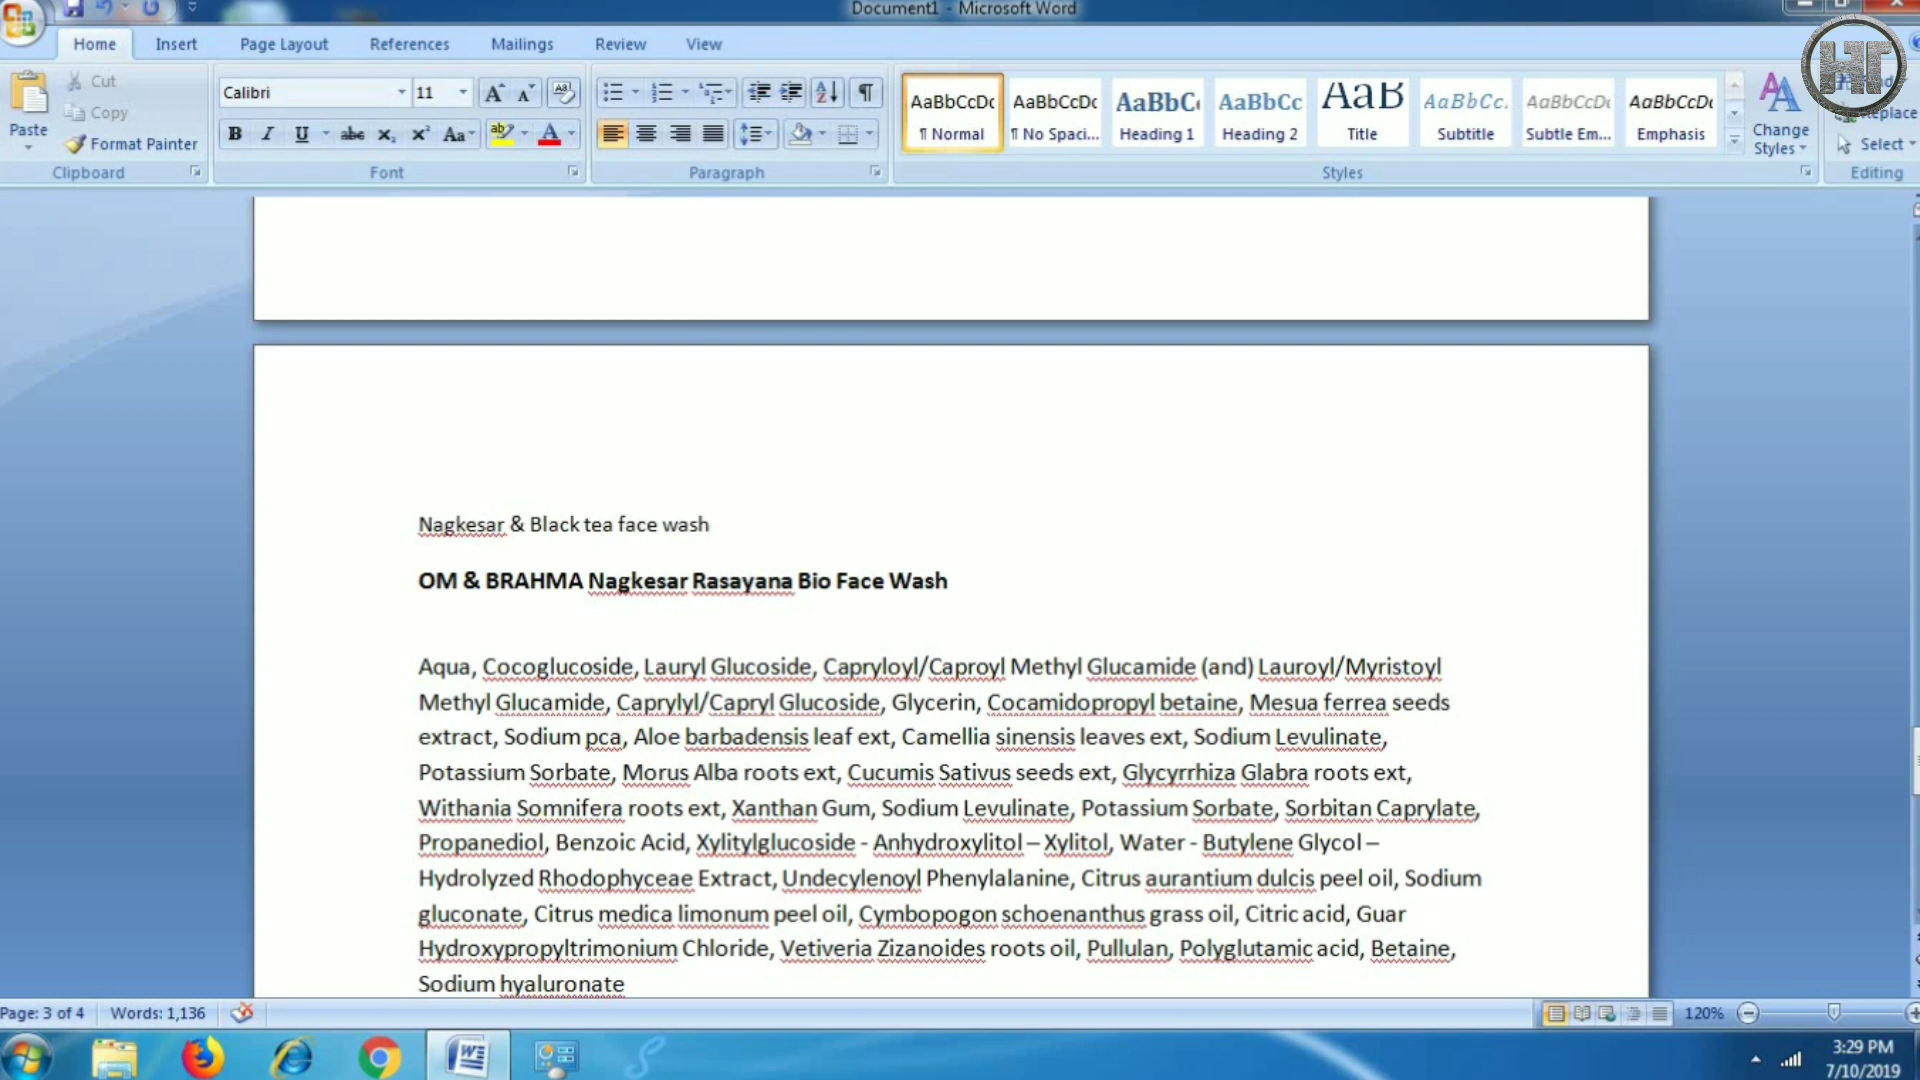 Document1 - Microsoft Word
Home Insert Page Layout References Mailings Review View
Cut
Copy
Paste
Format Painter
Clipboard
Calibri 11
Font
Paragraph
AaBbCcDc AaBbCcDc AaBbCc AaBbCc AaB AaBbCc. AaBbCcDc AaBbCcDc
¶ Normal ¶ No Spaci... Heading 1 Heading 2 Title Subtitle Subtle Em... Emphasis
Change
Styles
Styles
Replace
Select
Editing
HT
Nagkesar & Black tea face wash
OM & BRAHMA Nagkesar Rasayana Bio Face Wash
Aqua, Cocoglucoside, Lauryl Glucoside, Capryloyl/Caproyl Methyl Glucamide (and) Lauroyl/Myristoyl
Methyl Glucamide, Caprylyl/Capryl Glucoside, Glycerin, Cocamidopropyl betaine, Mesua ferrea seeds
extract, Sodium pca, Aloe barbadensis leaf ext, Camellia sinensis leaves ext, Sodium Levulinate,
Potassium Sorbate, Morus Alba roots ext, Cucumis Sativus seeds ext, Glycyrrhiza Glabra roots ext,
Withania Somnifera roots ext, Xanthan Gum, Sodium Levulinate, Potassium Sorbate, Sorbitan Caprylate,
Propanediol, Benzoic Acid, Xylitylglucoside - Anhydroxylitol – Xylitol, Water - Butylene Glycol –
Hydrolyzed Rhodophyceae Extract, Undecylenoyl Phenylalanine, Citrus aurantium dulcis peel oil, Sodium
gluconate, Citrus medica limonum peel oil, Cymbopogon schoenanthus grass oil, Citric acid, Guar
Hydroxypropyltrimonium Chloride, Vetiveria Zizanoides roots oil, Pullulan, Polyglutamic acid, Betaine,
Sodium hyaluronate
Page: 3 of 4 Words: 1,136 120%
3:29 PM
7/10/2019